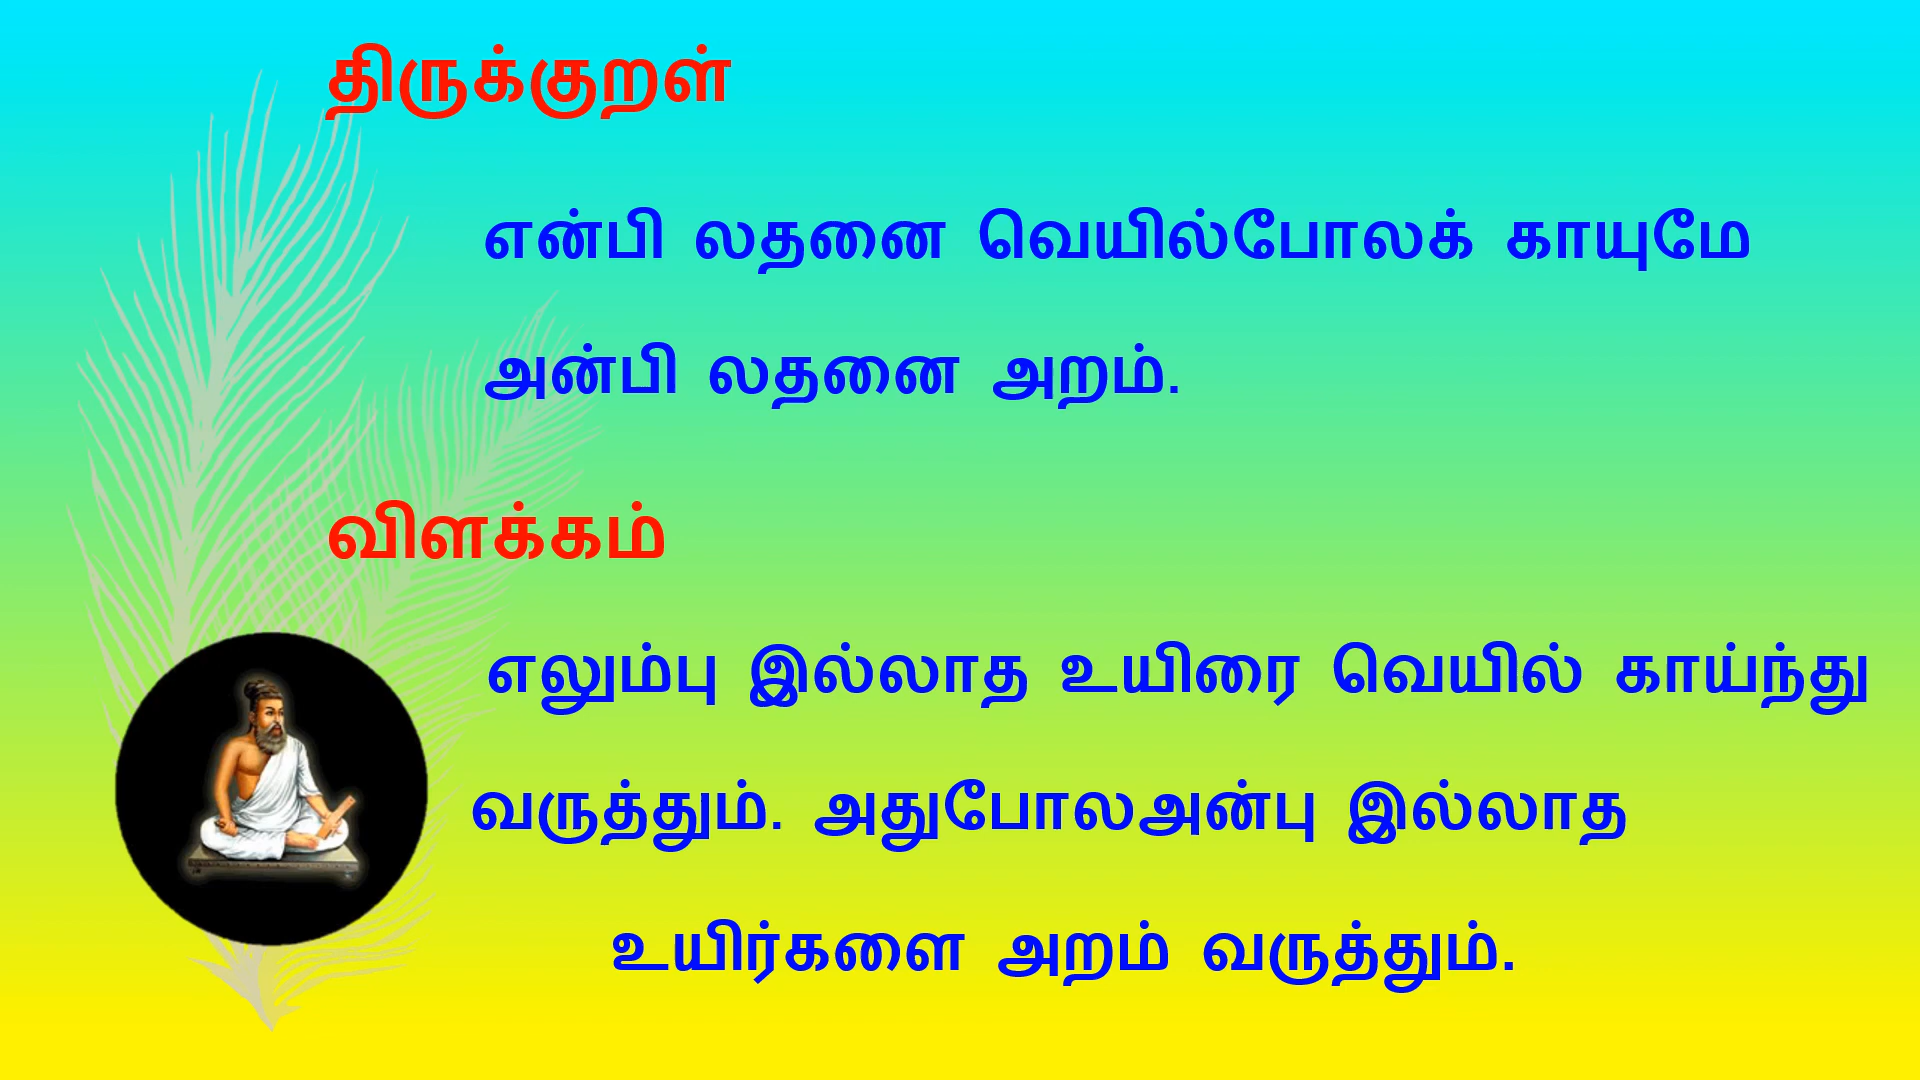 திருக்குறள்
என்பி லதனை வெயில்போலக் காயுமே
அன்பி லதனை அறம்.
விளக்கம்
எலும்பு இல்லாத உயிரை வெயில் காய்ந்து
வருத்தும். அதுபோலஅன்பு இல்லாத
உயிர்களை அறம் வருத்தும்.